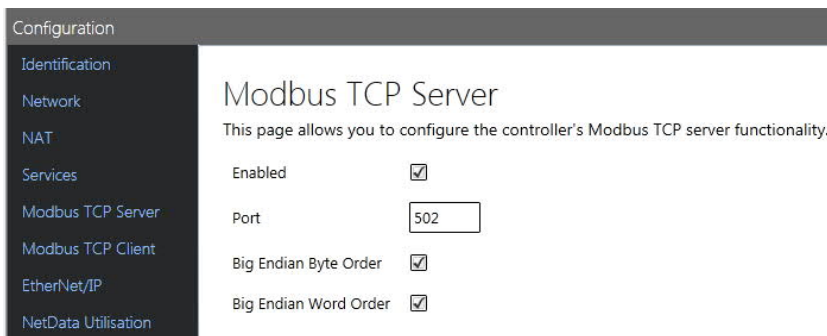 Configuration
Identification
Network
NAT
Services
Modbus TCP Server
Modbus TCP Client
EtherNet/IP
NetData Utilisation
Modbus TCP Server
This page allows you to configure the controller's Modbus TCP server functionality.
Enabled
Port 502
Big Endian Byte Order
Big Endian Word Order